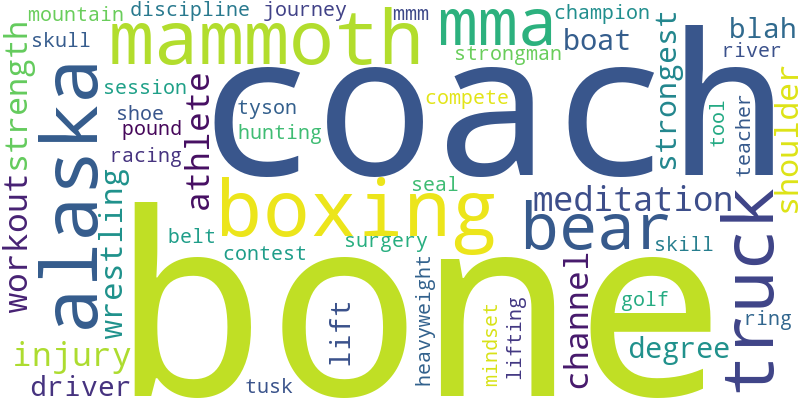 mountain
discipline
journey
mmm
champion
skull
mammoth
mma
strongman
boat
blah
river
strength
alaska
session
shoe
pound
racing
athlete
tyson
hunting
coach
compete
strongest
tool
teacher
shoulder
workout
wrestling
boxing
seal
meditation
bear
skill
truck
belt
contest
surgery
bone
heavyweight
channel
golf
ring
injury
driver
tusk
lift
mindset
lifting
degree